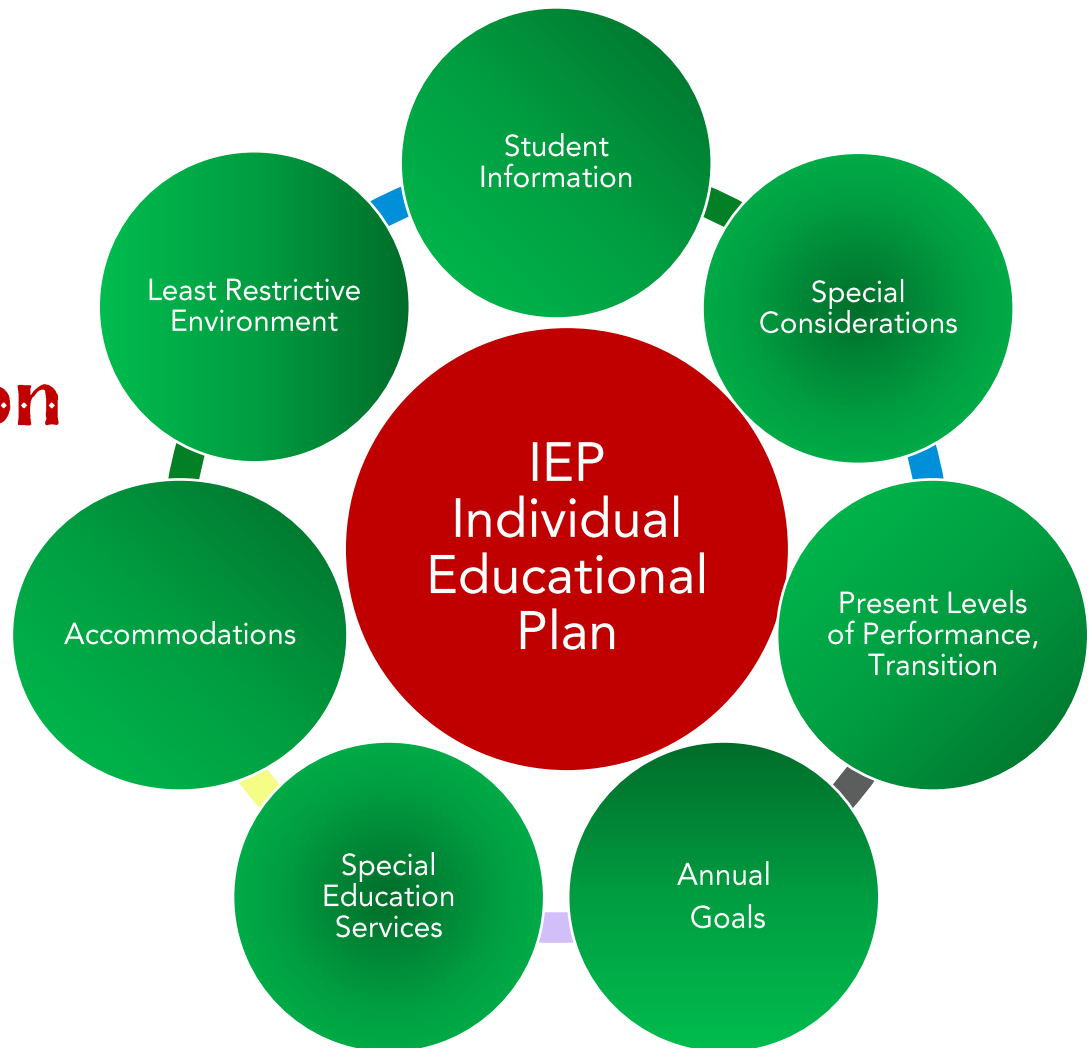 Student
Information
Special
Considerations
Present Levels
of Performance,
Transition
Annual
Goals
Special
Education
Services
Accommodations
Least Restrictive
Environment
IEP
Individual
Educational
Plan